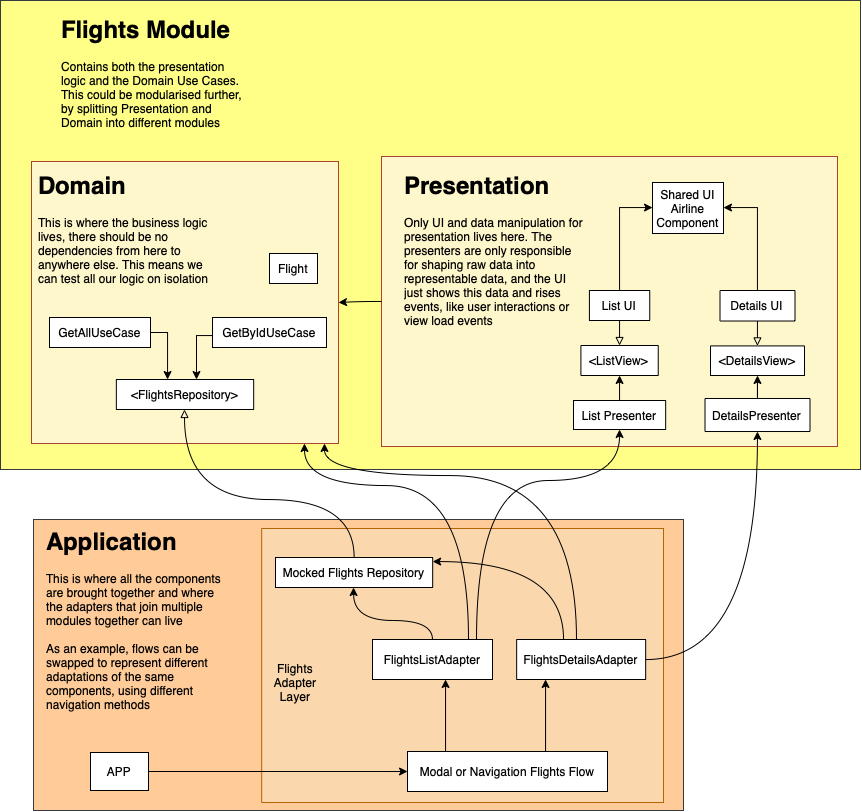 Flights Module
Contains both the presentation
logic and the Domain Use Cases.
This could be modularised further,
by splitting Presentation and
Domain into different modules
Domain
This is where the business logic
lives, there should be no
dependencies from here to
anywhere else. This means we
can test all our logic on isolation
Flight
GetAllUseCase
GetByIdUseCase
<FlightsRepository>
Presentation
Only UI and data manipulation for
presentation lives here. The
presenters are only responsible
for shaping raw data into
representable data, and the UI
just shows this data and rises
events, like user interactions or
view load events
Shared UI
Airline
Component
List UI
Details UI
<ListView>
<DetailsView>
List Presenter
DetailsPresenter
Application
This is where all the components
are brought together and where
the adapters that join multiple
modules together can live
As an example, flows can be
swapped to represent different
adaptations of the same
components, using different
navigation methods
Mocked Flights Repository
Flights
Adapter
Layer
FlightsListAdapter
FlightsDetailsAdapter
APP
Modal or Navigation Flights Flow